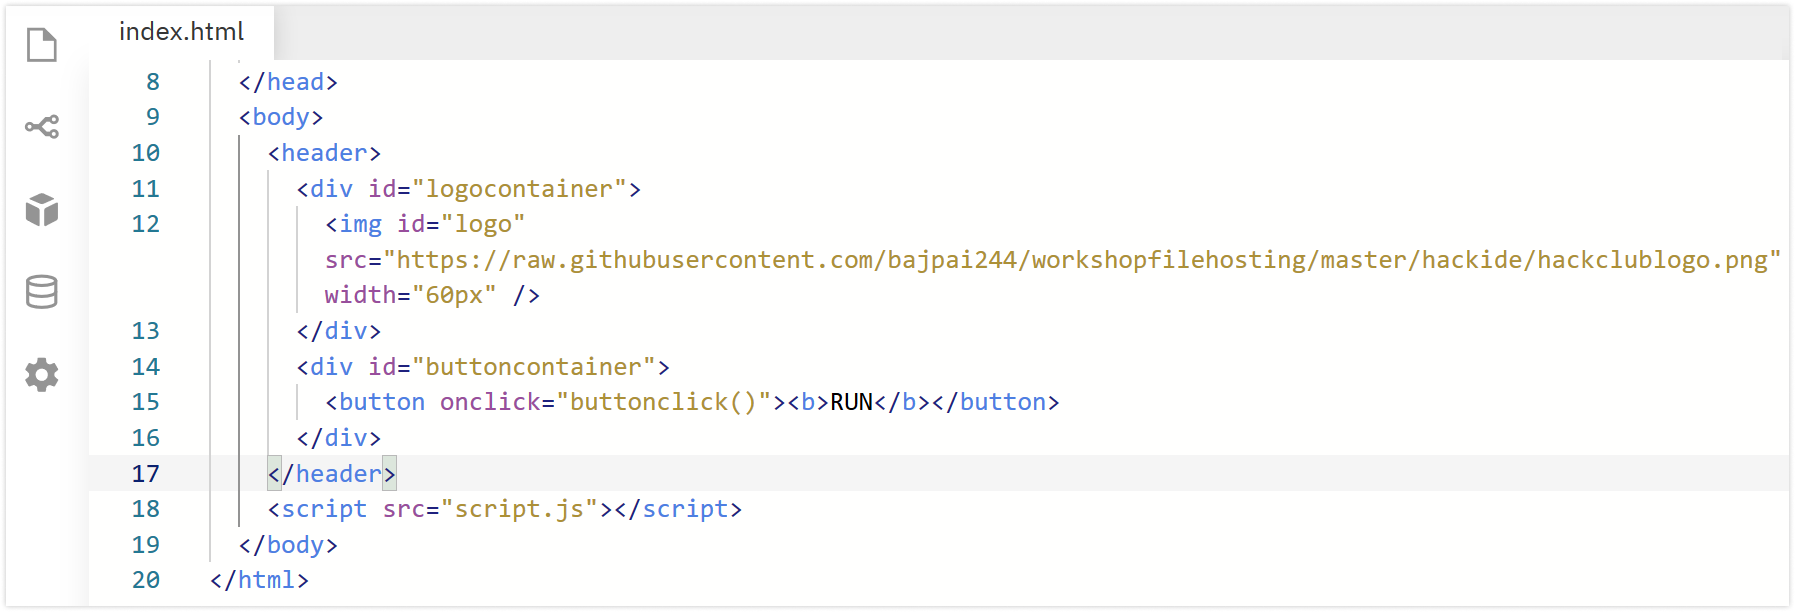 index.html
8 </head>
9 <body>
10 <header>
11 <div id="logocontainer">
12 <img id="logo"
src="https://raw.githubusercontent.com/bajpai244/workshopfilehosting/master/hackide/hackclublogo.png"
width="60px" />
13 </div>
14 <div id="buttoncontainer">
15 <button onclick="buttonclick()"><b>RUN</b></button>
16 </div>
17 </header>
18 <script src="script.js"></script>
19 </body>
20 </html>